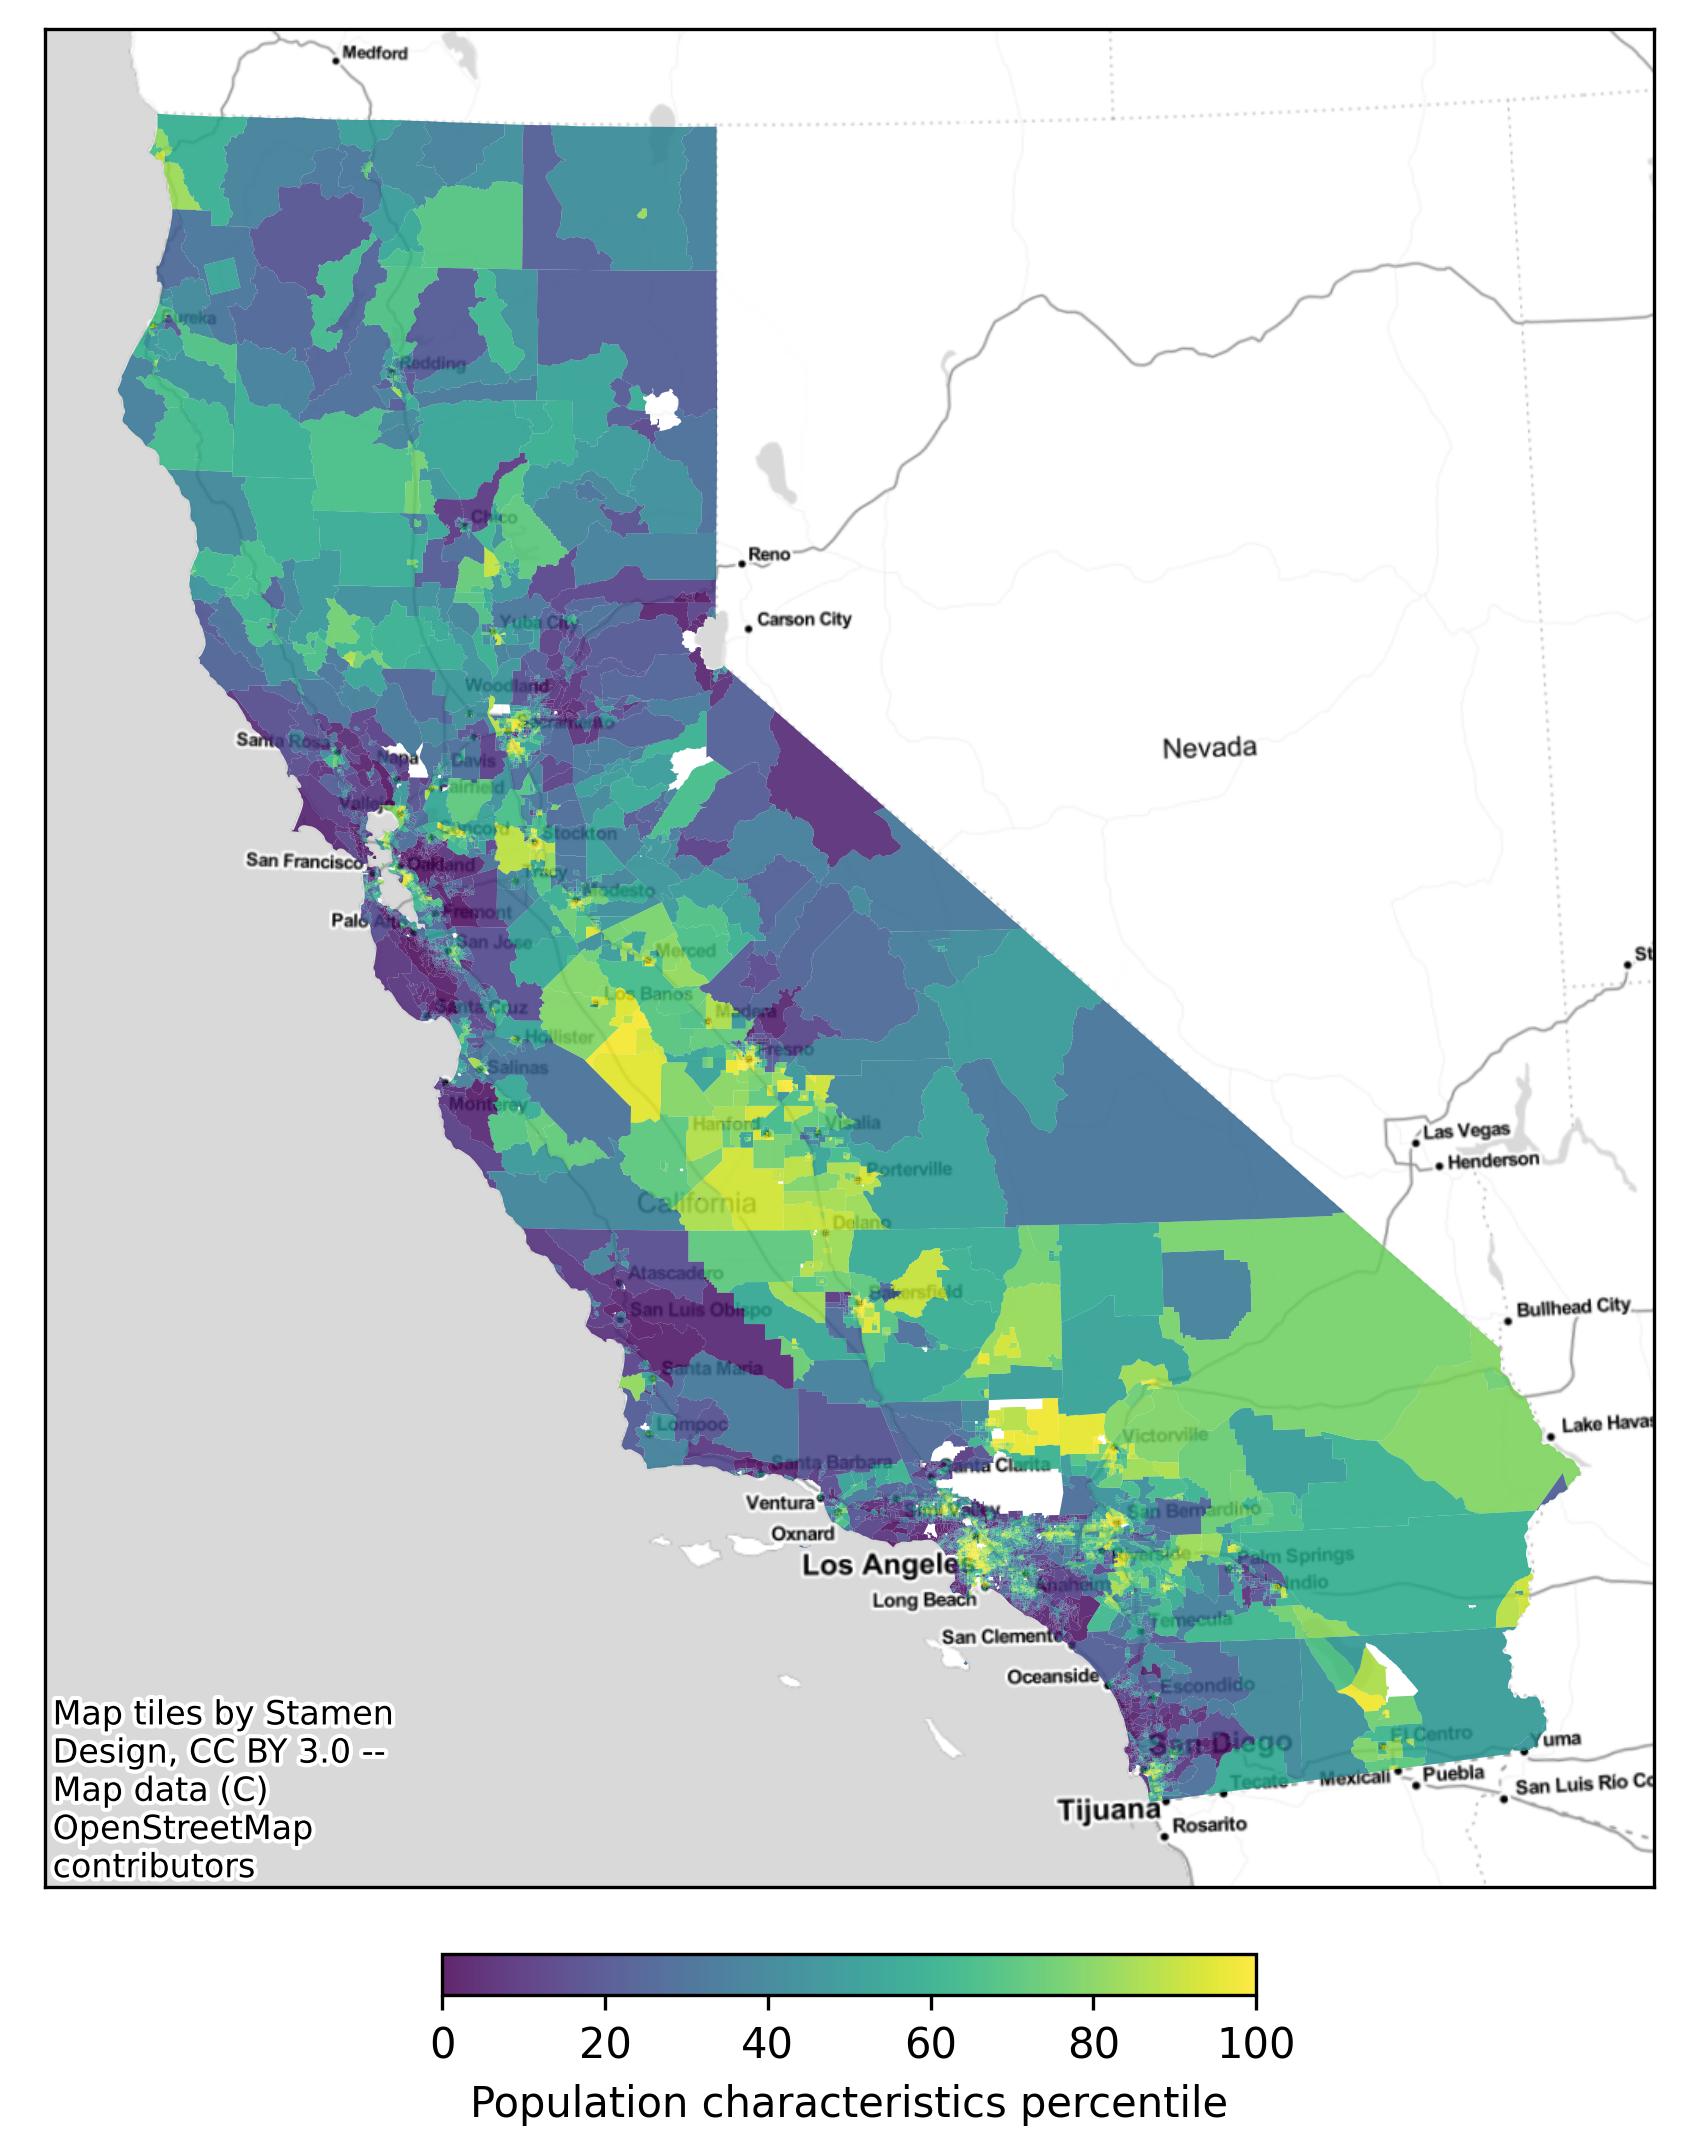 Medford
Eureka
Redding
Chico
Reno
Carson City
Yuba City
Woodland
Sacramento
Nevada
Santa Rosa
Napa
Davis
Fairfield
Vallejo
Concord
Stockton
San Francisco
Oakland
Tracy
Modesto
Fremont
Palo Alto
San Jose
Merced
St
Los Banos
Santa Cruz
Madera
Hollister
Fresno
Salinas
Monterey
Hanford
Visalia
Las Vegas
Henderson
Porterville
California
Delano
Atascadero
Bakersfield
San Luis Obispo
Bullhead City
Santa Maria
Lompoc
Lake Havas
Victorville
Santa Barbara
Santa Clarita
Ventura
Simi Valley
San Bernardino
Oxnard
Los Angeles
Riverside
Palm Springs
Anaheim
Indio
Long Beach
Temecula
San Clemente
Oceanside
Escondido
San Diego
El Centro
Yuma
Tecate
Mexicali
Puebla
San Luis Río Co
Tijuana
Rosarito
Map tiles by Stamen
Design, CC BY 3.0 --
Map data (C)
OpenStreetMap
contributors
0 20 40 60 80 100
Population characteristics percentile